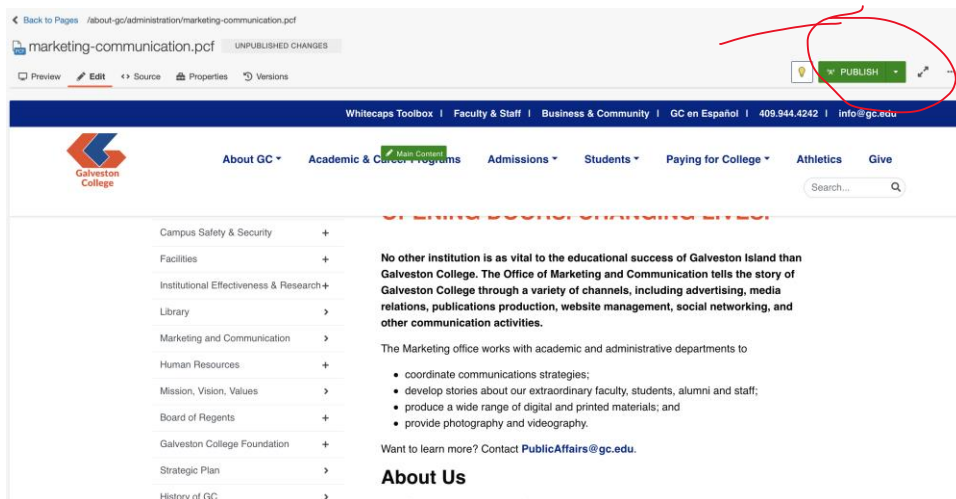 Back to Pages /about-gc/administration/marketing-communication.pcf
marketing-communication.pcf UNPUBLISHED CHANGES
Preview Edit Source Properties Versions
PUBLISH
Whitecaps Toolbox | Faculty & Staff | Business & Community | GC en Español | 409.944.4242 | info@gc.edu
Galveston
College
About GC Academic & Career Programs Admissions Students Paying for College Athletics Give
Main Content
Search...
OPENING DOORS. CHANGING LIVES.
Campus Safety & Security +
Facilities +
Institutional Effectiveness & Research +
Library
Marketing and Communication
Human Resources +
Mission, Vision, Values
Board of Regents +
Galveston College Foundation +
Strategic Plan
History of GC
No other institution is as vital to the educational success of Galveston Island than
Galveston College. The Office of Marketing and Communication tells the story of
Galveston College through a variety of channels, including advertising, media
relations, publications production, website management, social networking, and
other communication activities.
The Marketing office works with academic and administrative departments to
• coordinate communications strategies;
• develop stories about our extraordinary faculty, students, alumni and staff;
• produce a wide range of digital and printed materials; and
• provide photography and videography.
Want to learn more? Contact PublicAffairs@gc.edu.
About Us